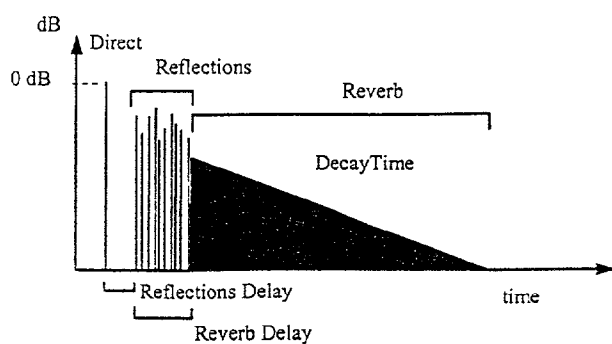 dB
Direct
Reflections
0 dB
Reverb
DecayTime
Reflections Delay
time
Reverb Delay